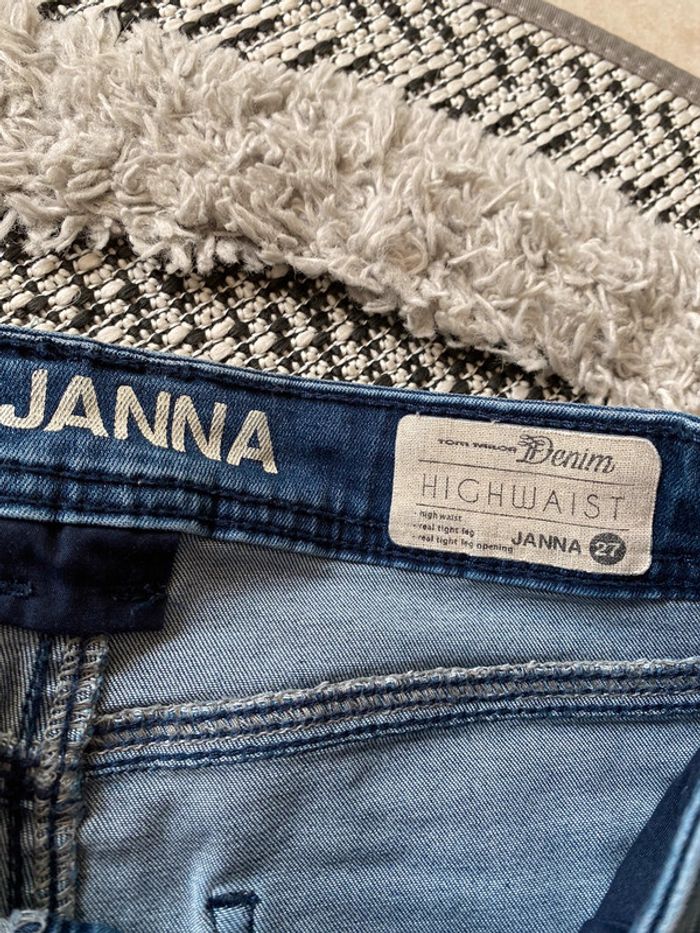 JANNA
TOM TAILOR Denim
HIGHWAIST
- high waist
- real tight leg
- real tight leg opening
JANNA 27